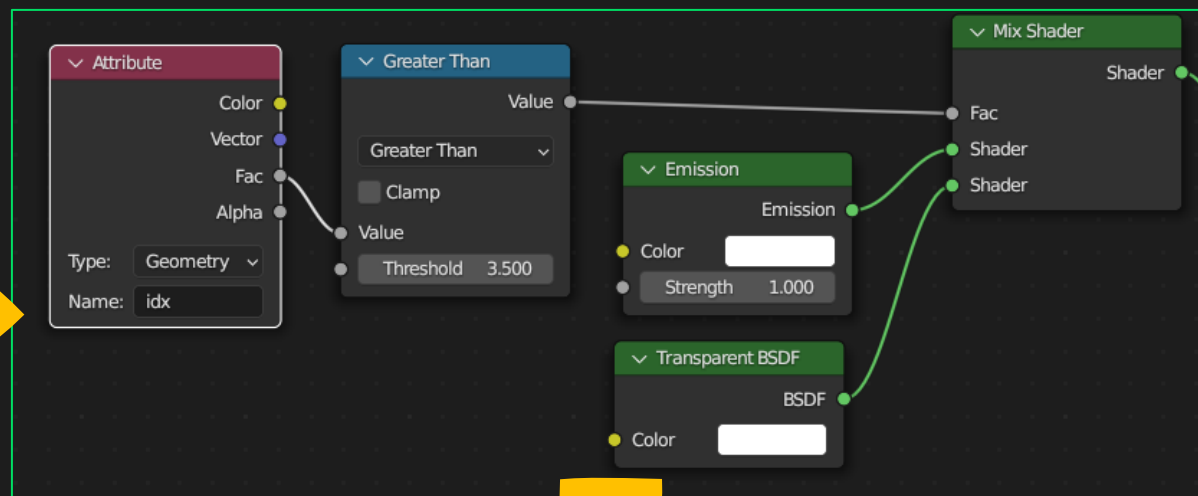 Attribute
Color
Vector
Fac
Alpha
Type: Geometry
Name: idx
Greater Than
Value
Greater Than
Clamp
Value
Threshold 3.500
Emission
Emission
Color
Strength 1.000
Transparent BSDF
BSDF
Color
Mix Shader
Shader
Fac
Shader
Shader